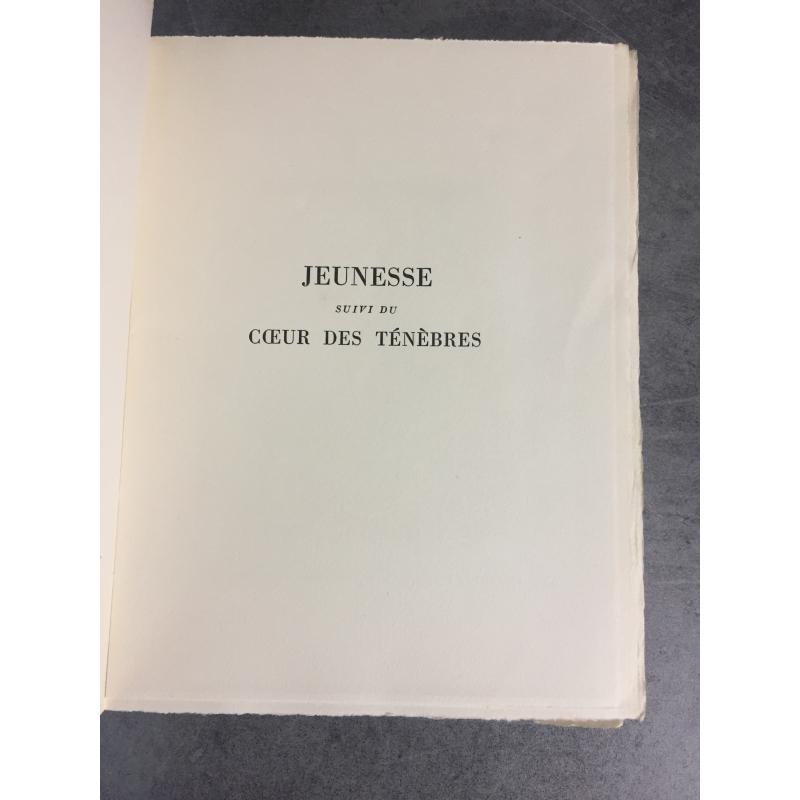 JEUNESSE
SUIVI DU
CŒUR DES TÉNÈBRES